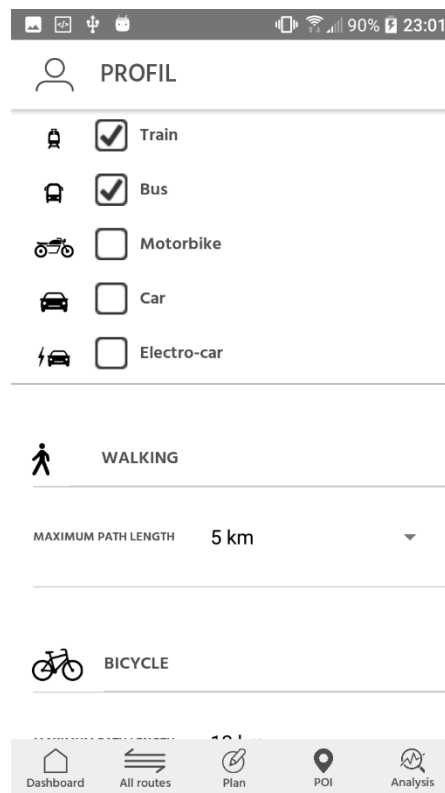 90% 23:01
PROFIL
Train
Bus
Motorbike
Car
Electro-car
WALKING
MAXIMUM PATH LENGTH 5 km
BICYCLE
Dashboard All routes Plan POI Analysis